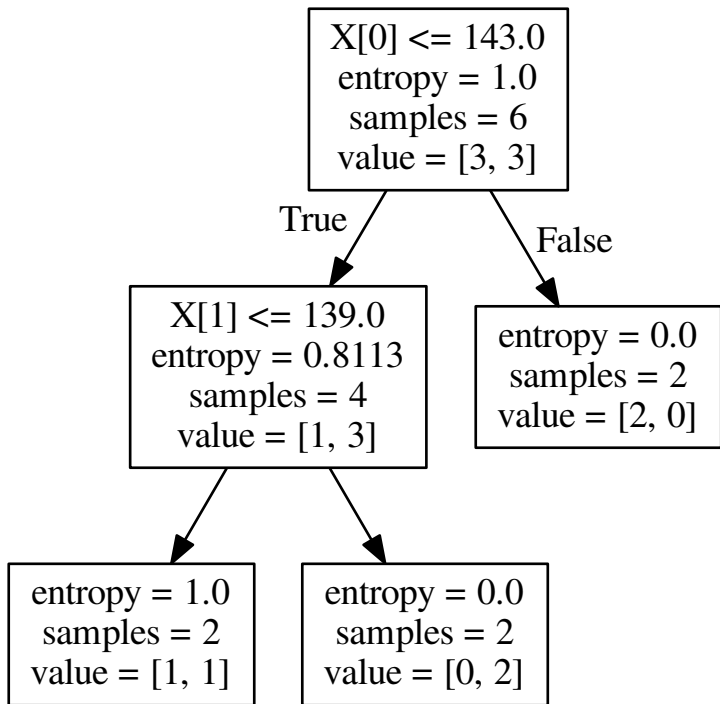 X[0] <= 143.0
entropy = 1.0
samples = 6
value = [3, 3]
True
False
X[1] <= 139.0
entropy = 0.8113
samples = 4
value = [1, 3]
entropy = 0.0
samples = 2
value = [2, 0]
entropy = 1.0
samples = 2
value = [1, 1]
entropy = 0.0
samples = 2
value = [0, 2]